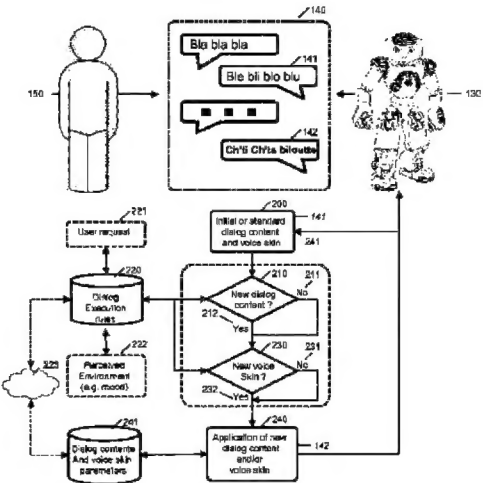 140
Bla bla bla
141
Ble bli blo blu
150
130
142
Ch'ti Ch'ta biloutte
221
User request
200
Initial or standard
dialog content
and voice skin
141
241
220
Dialog
Execution
rules
210
New dialog
content ?
211
No
212
Yes
222
Perceived
Environment
(e.g. mood)
230
New voice
Skin ?
231
No
232
Yes
223
241
Dialog contents
And voice skin
parameters
240
Application of new
dialog content
and/or
voice skin
142